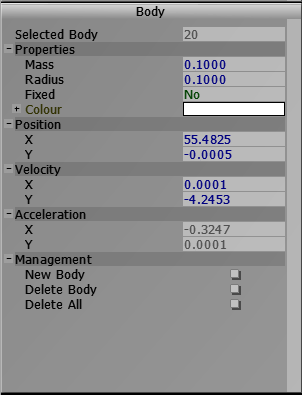 Body
Selected Body 20
Properties
Mass 0.1000
Radius 0.1000
Fixed No
Colour
Position
X 55.4825
Y -0.0005
Velocity
X 0.0001
Y -4.2453
Acceleration
X -0.3247
Y 0.0001
Management
New Body
Delete Body
Delete All